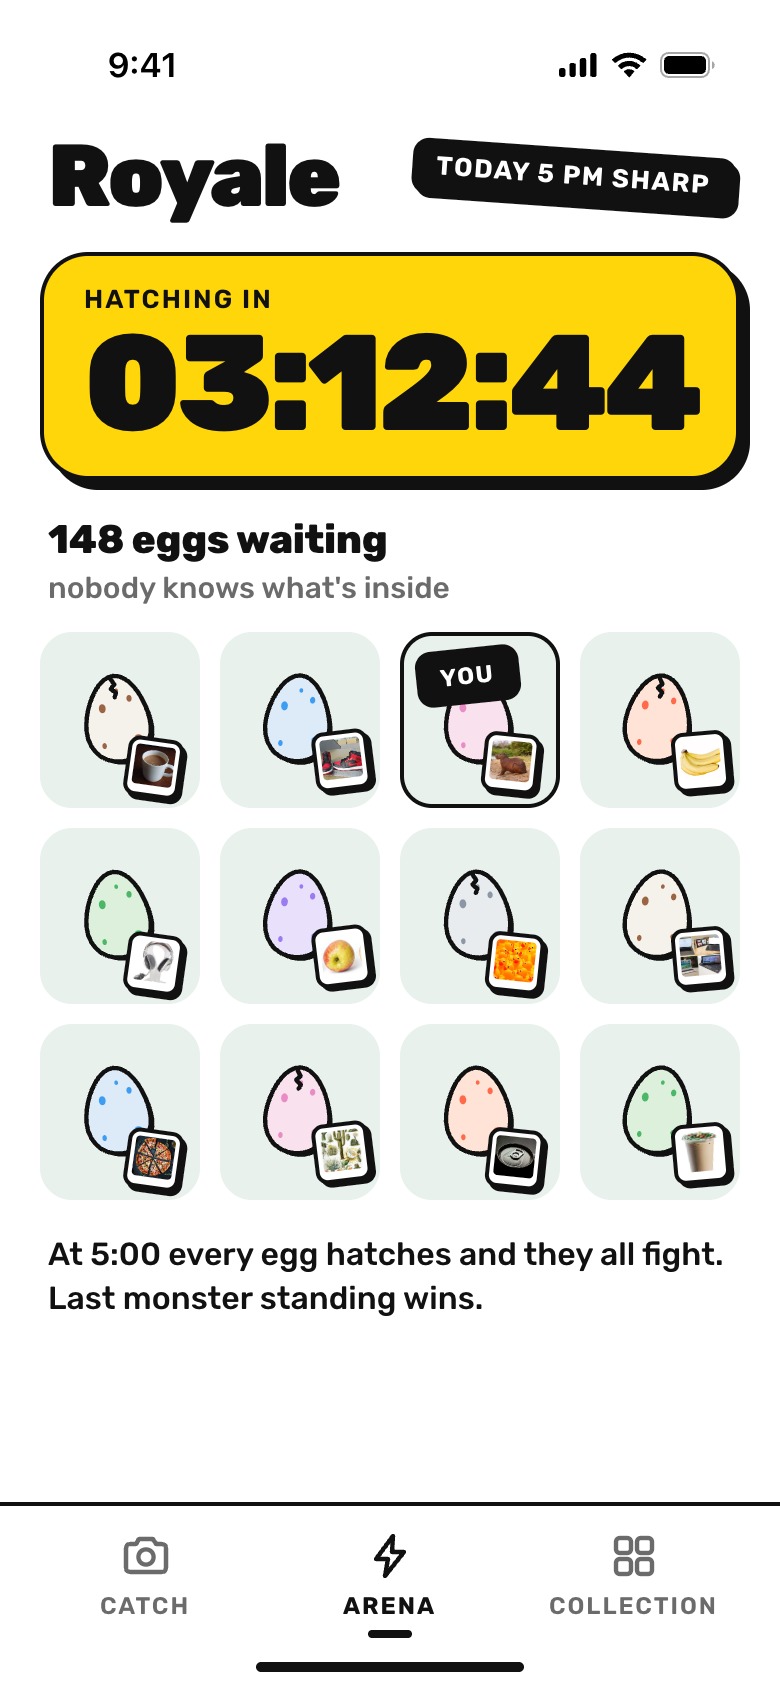 9:41
Royale
TODAY 5 PM SHARP
HATCHING IN
03:12:44
148 eggs waiting
nobody knows what's inside
YOU
At 5:00 every egg hatches and they all fight.
Last monster standing wins.
CATCH
ARENA
COLLECTION